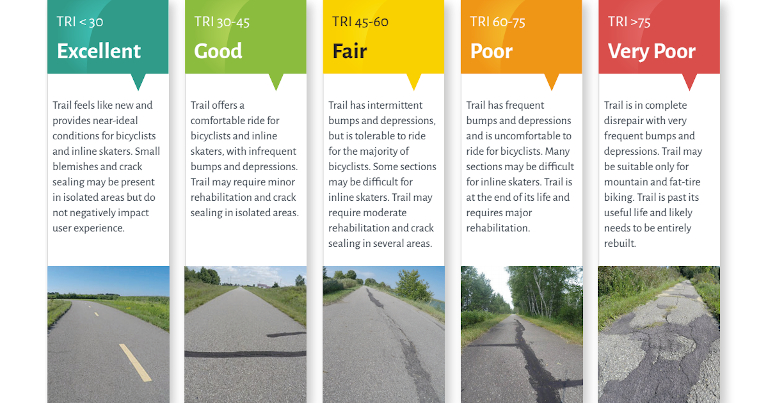 TRI < 30
Excellent
Trail feels like new and
provides near-ideal
conditions for bicyclists
and inline skaters. Small
blemishes and crack
sealing may be present
in isolated areas but do
not negatively impact
user experience.
TRI 30-45
Good
Trail offers a
comfortable ride for
bicyclists and inline
skaters, with infrequent
bumps and depressions.
Trail may require minor
rehabilitation and crack
sealing in isolated areas.
TRI 45-60
Fair
Trail has intermittent
bumps and depressions,
but is tolerable to ride
for the majority of
bicyclists. Some sections
may be difficult for
inline skaters. Trail may
require moderate
rehabilitation and crack
sealing in several areas.
TRI 60-75
Poor
Trail has frequent
bumps and depressions
and is uncomfortable to
ride for bicyclists. Many
sections may be difficult
for inline skaters. Trail is
at the end of its life and
requires major
rehabilitation.
TRI >75
Very Poor
Trail is in complete
disrepair with very
frequent bumps and
depressions. Trail may
be suitable only for
mountain and fat-tire
biking. Trail is past its
useful life and likely
needs to be entirely
rebuilt.